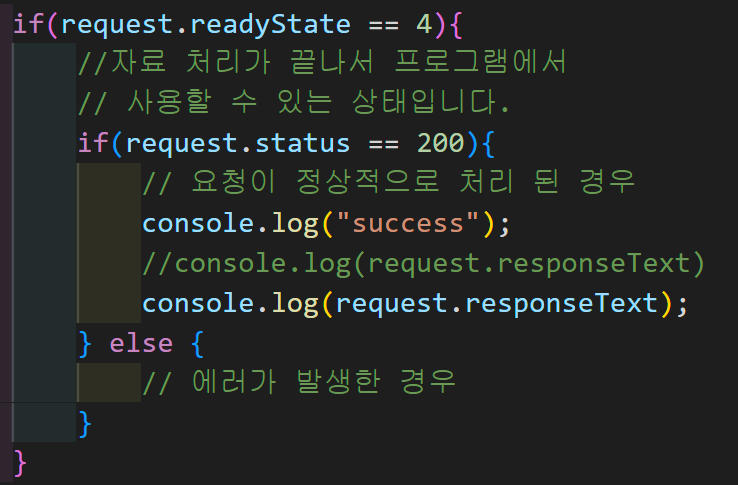 if(request.readyState == 4){
    //자료 처리가 끝나서 프로그램에서
    // 사용할 수 있는 상태입니다.
    if(request.status == 200){
        // 요청이 정상적으로 처리 된 경우
        console.log("success");
        //console.log(request.responseText)
        console.log(request.responseText);
    } else {
        // 에러가 발생한 경우
    }
}